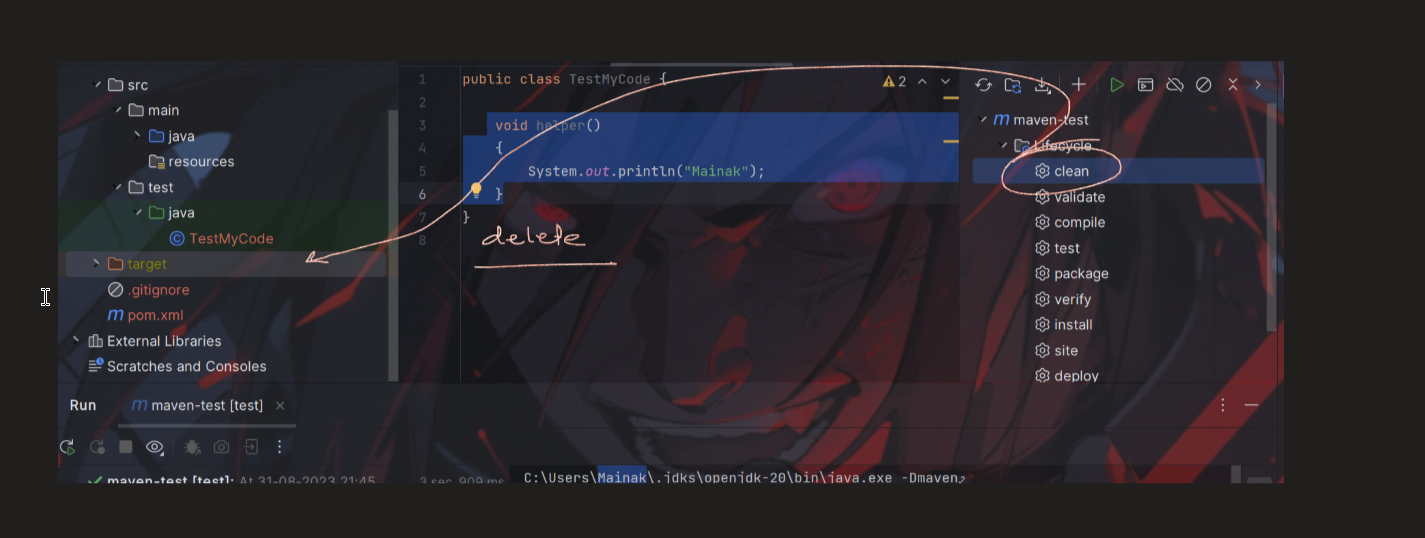 src
main
java
resources
test
java
TestMyCode
target
.gitignore
pom.xml
External Libraries
Scratches and Consoles
1 public class TestMyCode {
2
3 void helper()
4 {
5 System.out.println("Mainak");
6 }
7 }
8
delete
2
maven-test
Lifecycle
clean
validate
compile
test
package
verify
install
site
deploy
Run
maven-test [test]
maven-test [test]: At 31-08-2023 21:45
3 sec, 909 ms
C:\Users\Mainak\.jdks\openjdk-20\bin\java.exe -Dmaven